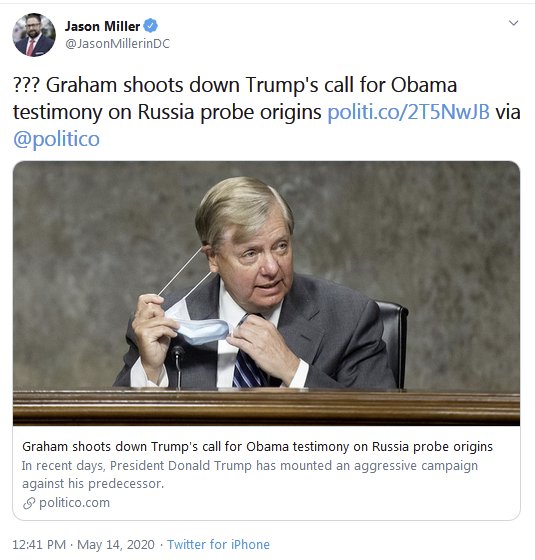 Jason Miller
@JasonMillerinDC
??? Graham shoots down Trump's call for Obama
testimony on Russia probe origins politi.co/2T5NwJB via
@politico
Graham shoots down Trump's call for Obama testimony on Russia probe origins
In recent days, President Donald Trump has mounted an aggressive campaign
against his predecessor.
politico.com
12:41 PM · May 14, 2020 · Twitter for iPhone